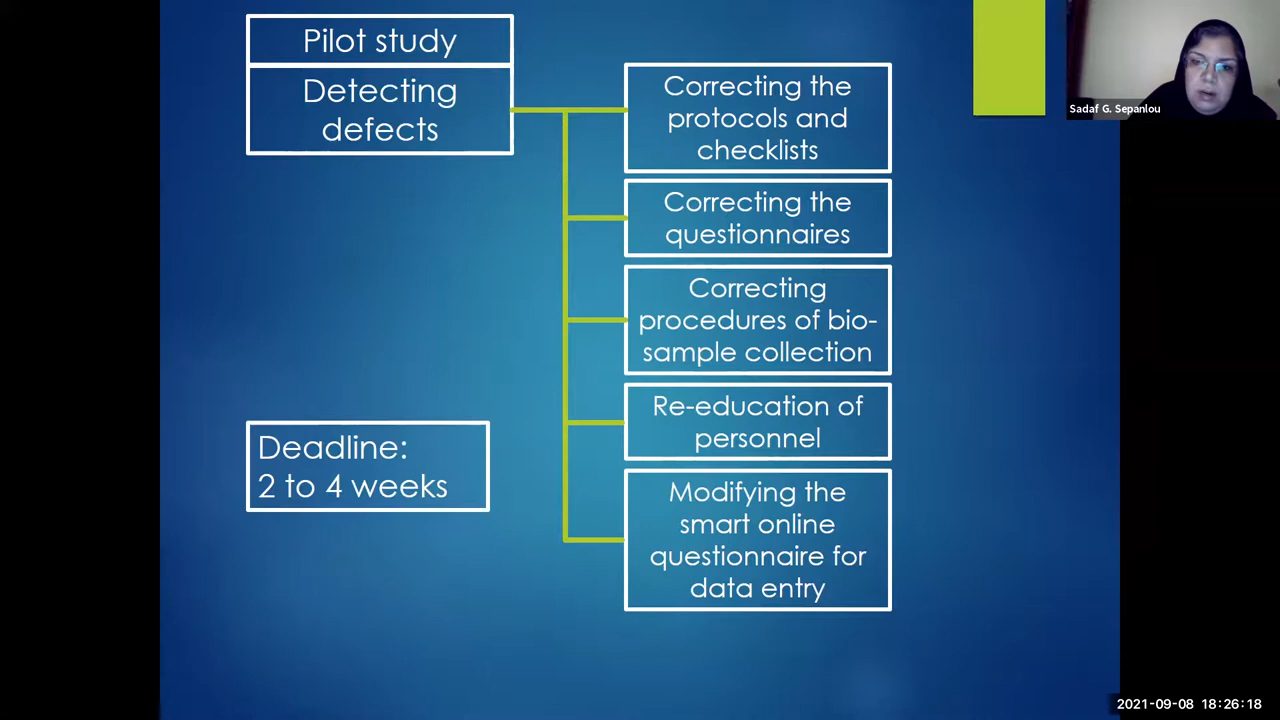 Pilot study
Detecting
defects
Correcting the
protocols and
checklists
Correcting the
questionnaires
Correcting
procedures of bio-
sample collection
Re-education of
personnel
Modifying the
smart online
questionnaire for
data entry
Deadline:
2 to 4 weeks
Sadaf G. Sepanlou
2021-09-08 18:26:18